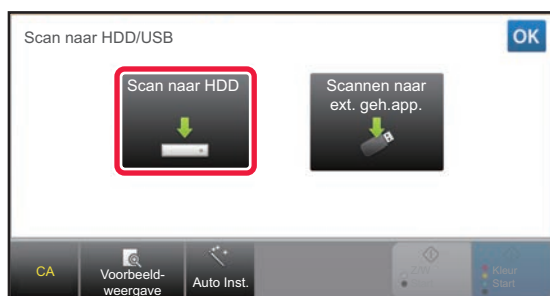 Scan naar HDD/USB
OK
Scan naar HDD
Scannen naar
ext. geh.app.
CA
Voorbeeld-
weergave
Auto Inst.
Z/W
Start
Kleur
Start